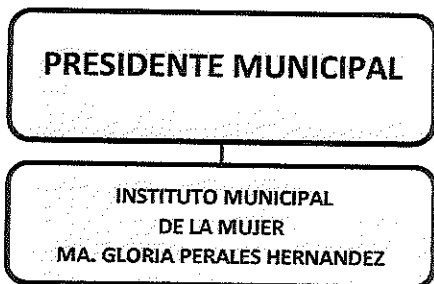 PRESIDENTE MUNICIPAL
INSTITUTO MUNICIPAL
DE LA MUJER
MA. GLORIA PERALES HERNANDEZ